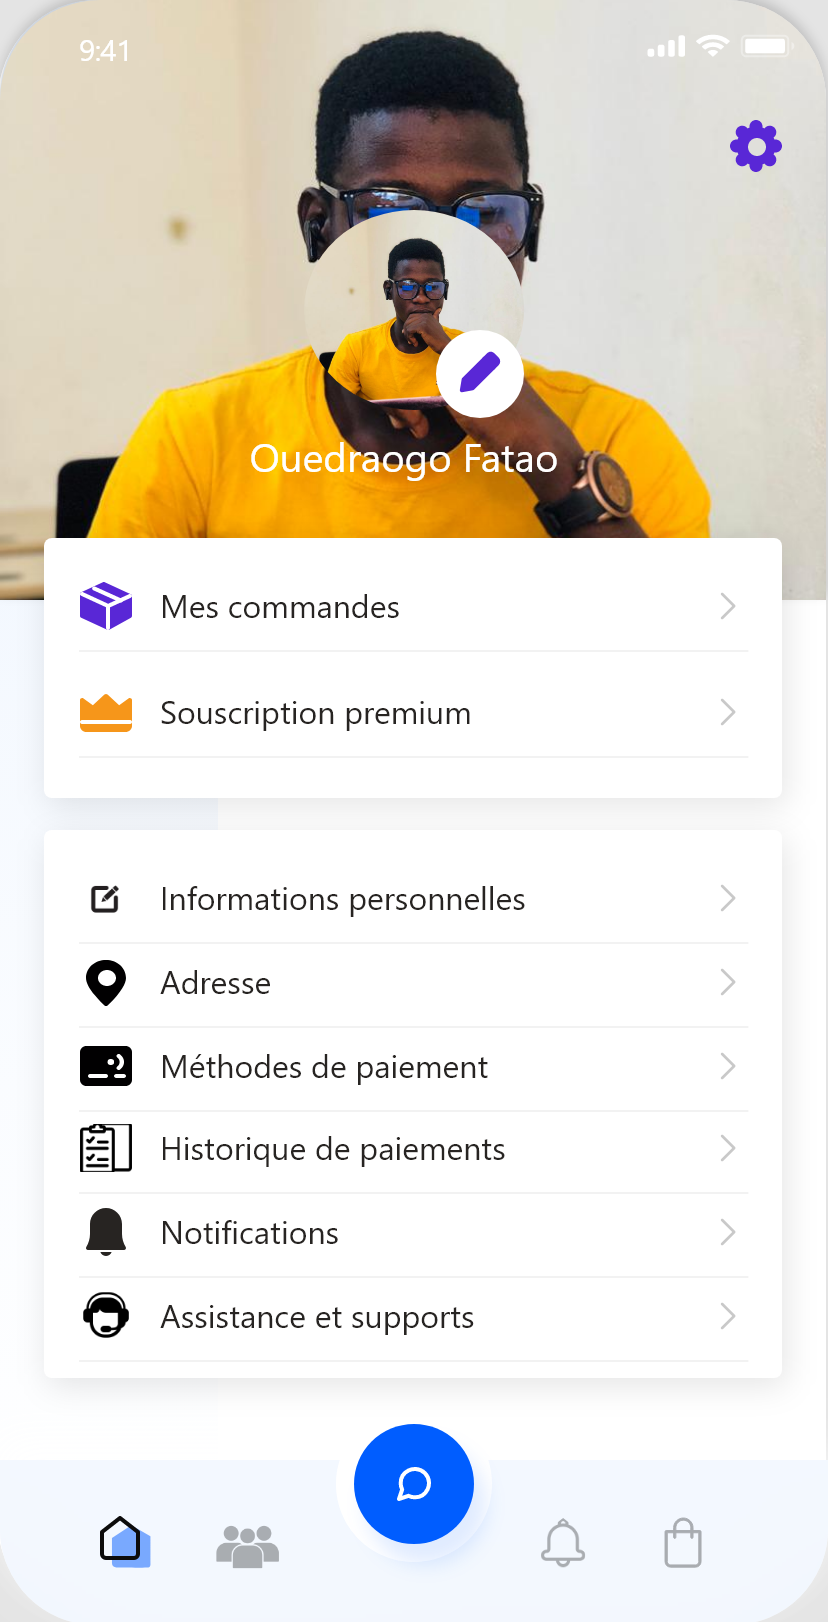 9:41
Ouedraogo Fatao
Mes commandes
Souscription premium
Informations personnelles
Adresse
Méthodes de paiement
Historique de paiements
Notifications
Assistance et supports